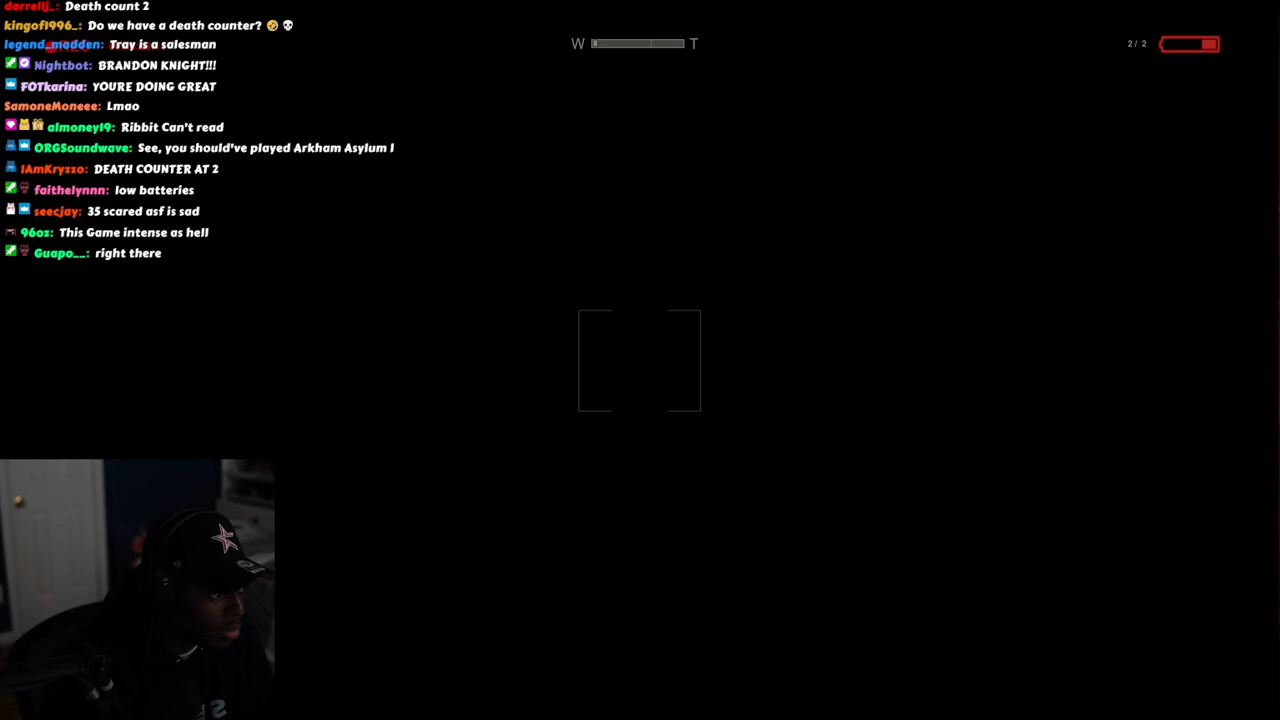 darrellj_: Death count 2
kingof1996_: Do we have a death counter? 🤣 💀
legend_madden: Tray is a salesman
Nightbot: BRANDON KNIGHT!!!
FOTkarina: YOURE DOING GREAT
SamoneMoneee: Lmao
almoney19: Ribbit Can't read
ORGSoundwave: See, you should've played Arkham Asylum I
IAmKryzzo: DEATH COUNTER AT 2
faithelynnn: low batteries
seecjay: 35 scared asf is sad
96oz: This Game intense as hell
Guapo__: right there
W T
2/ 2